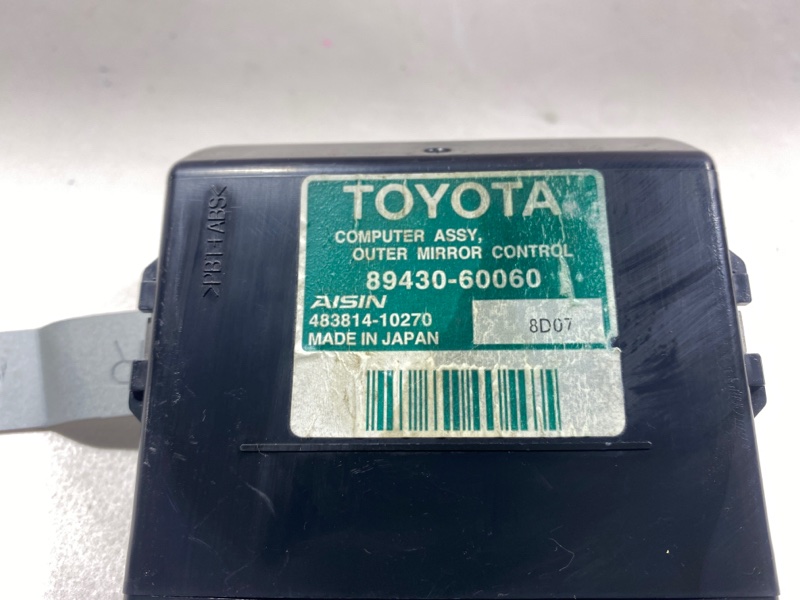 TOYOTA
COMPUTER ASSY,
OUTER MIRROR CONTROL
89430-60060
AISIN
483814-10270
8D07
MADE IN JAPAN
>PBT+ABS<